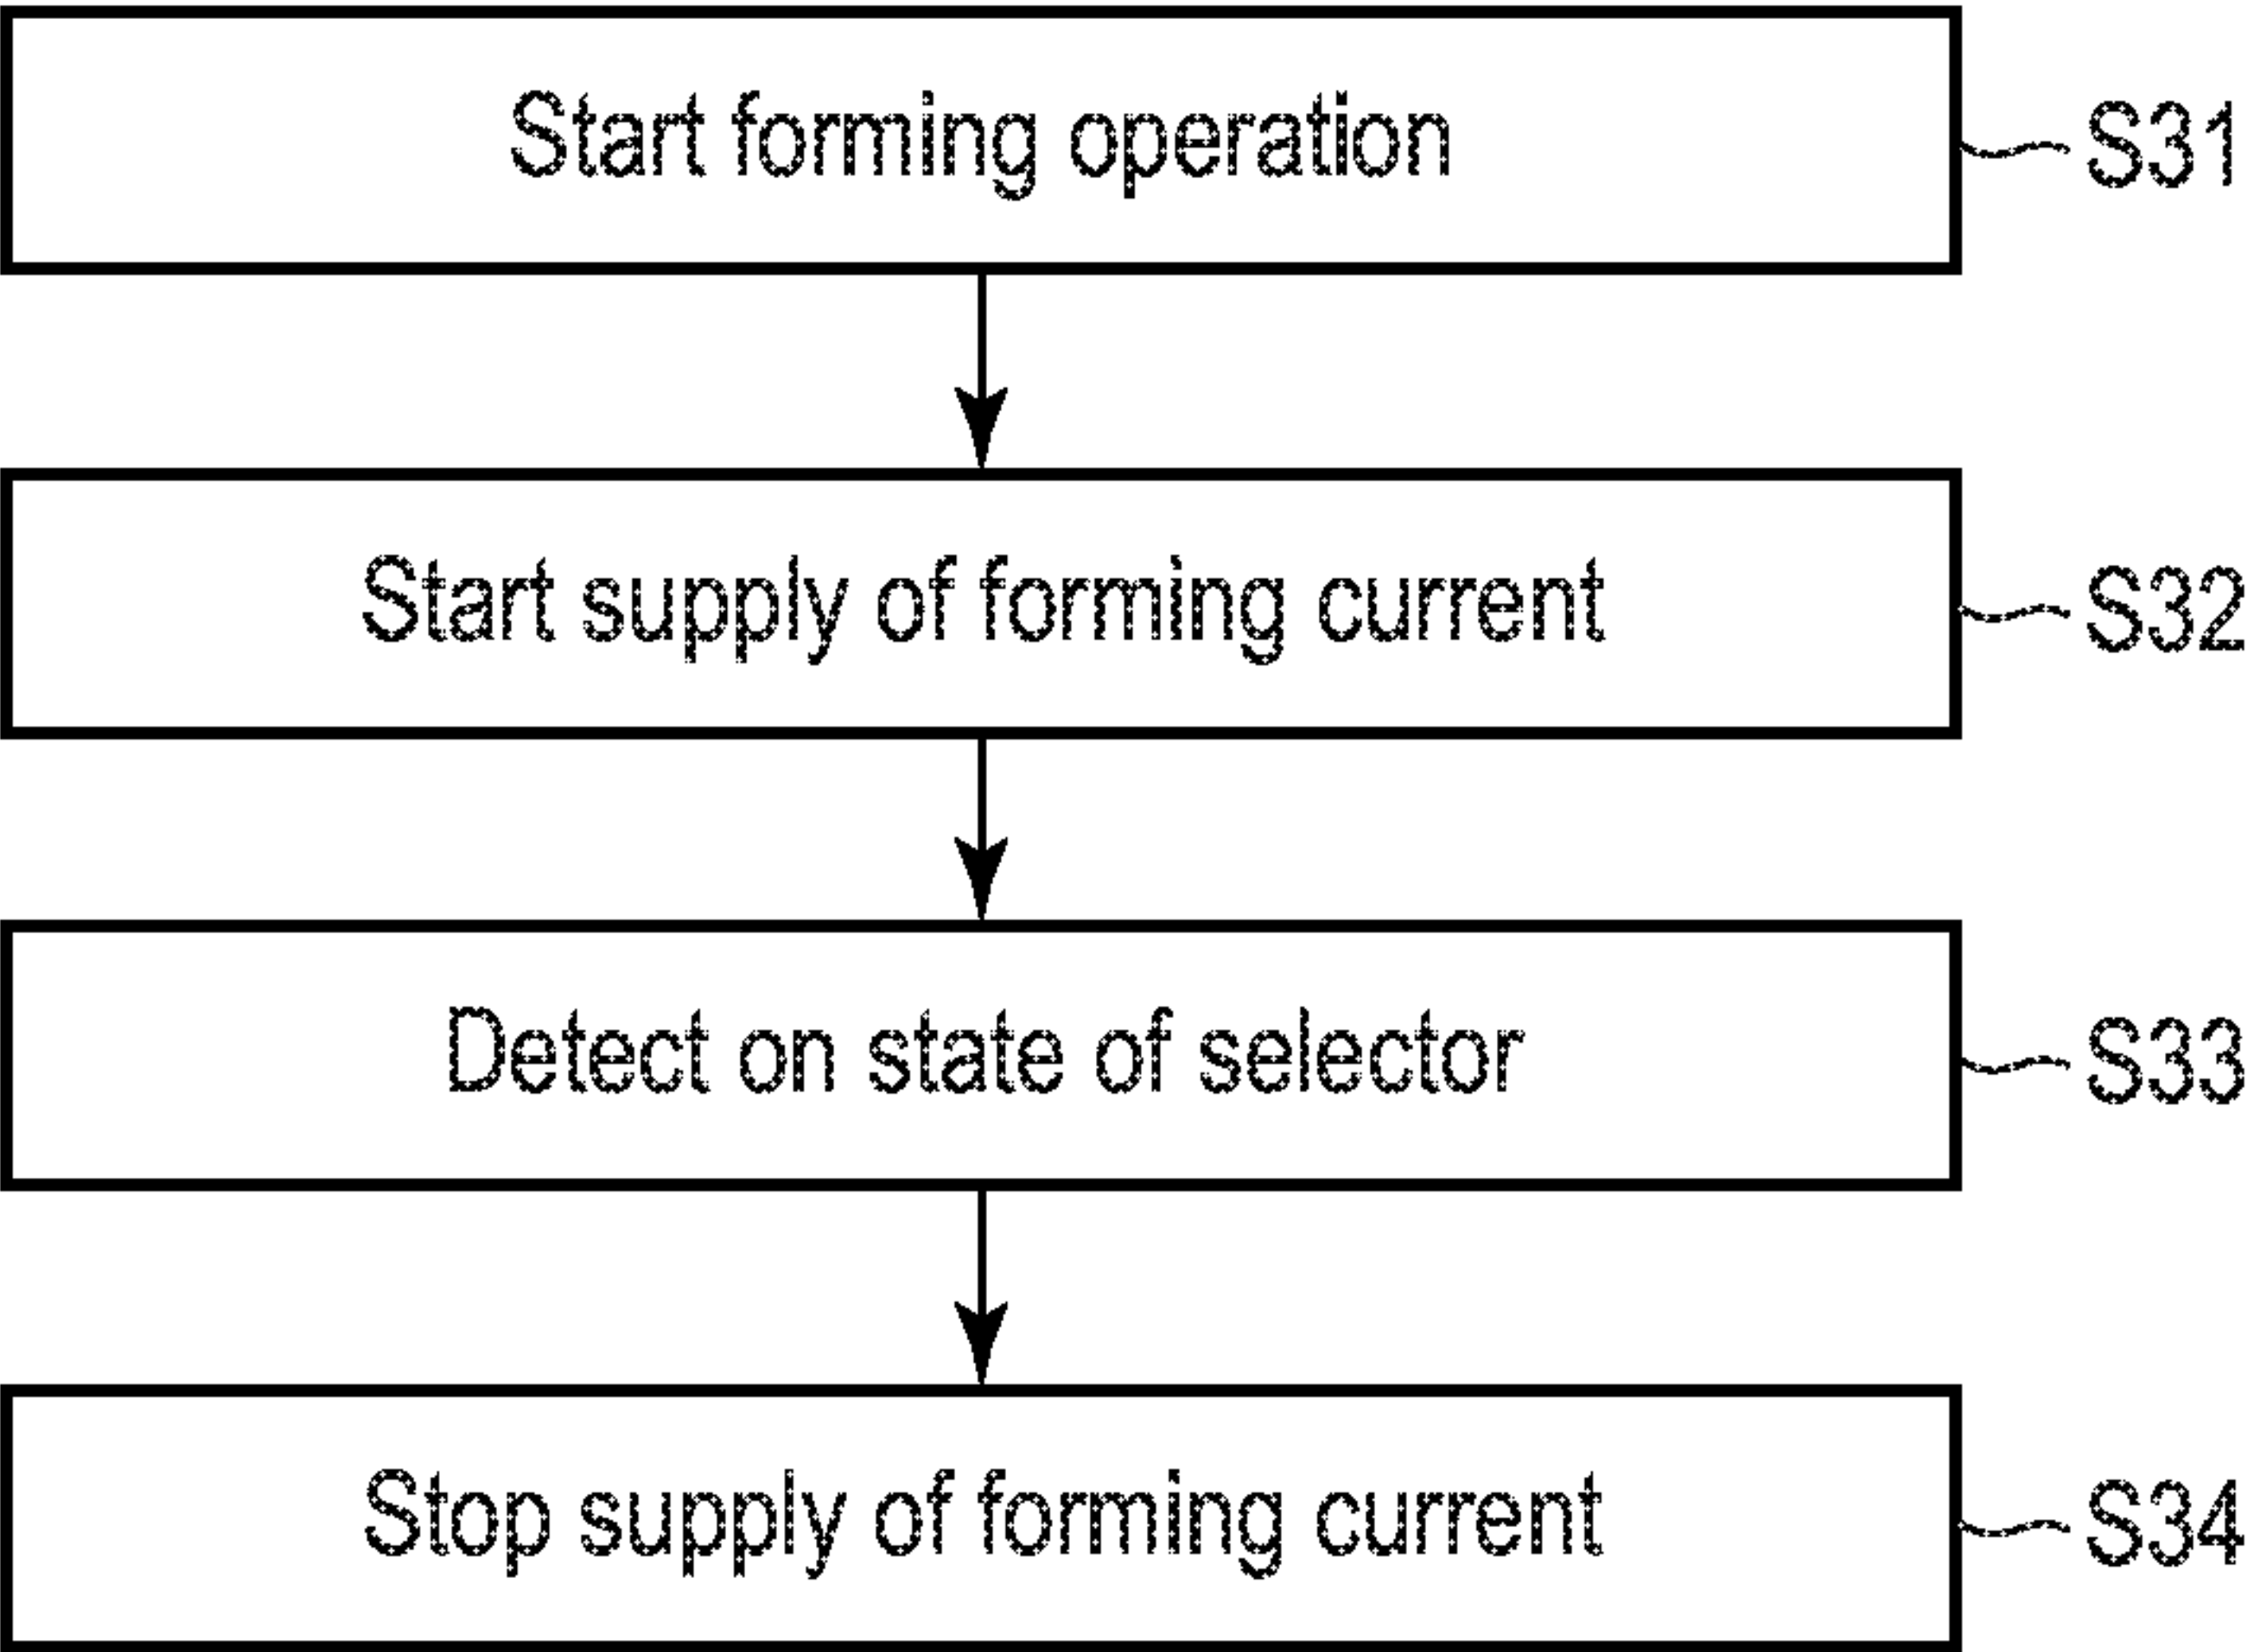 Start forming operation S31
Start supply of forming current S32
Detect on state of selector S33
Stop supply of forming current S34